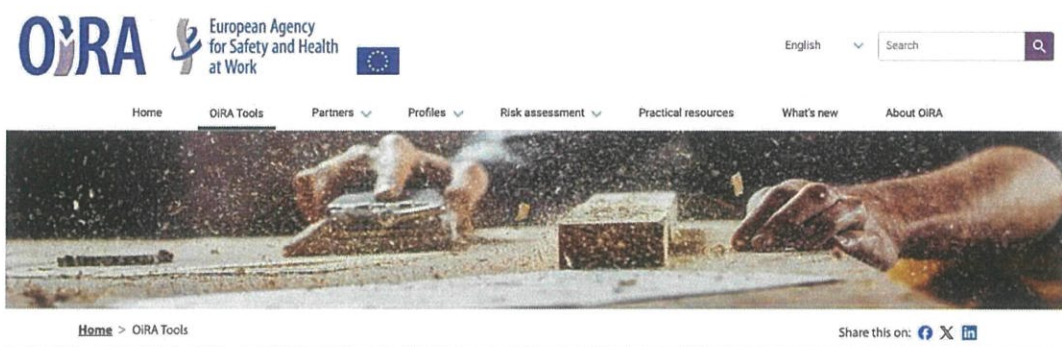 OiRA
European Agency
for Safety and Health
at Work
English
Search
Home OiRA Tools Partners Profiles Risk assessment Practical resources What's new About OiRA
Home > OiRA Tools
Share this on: